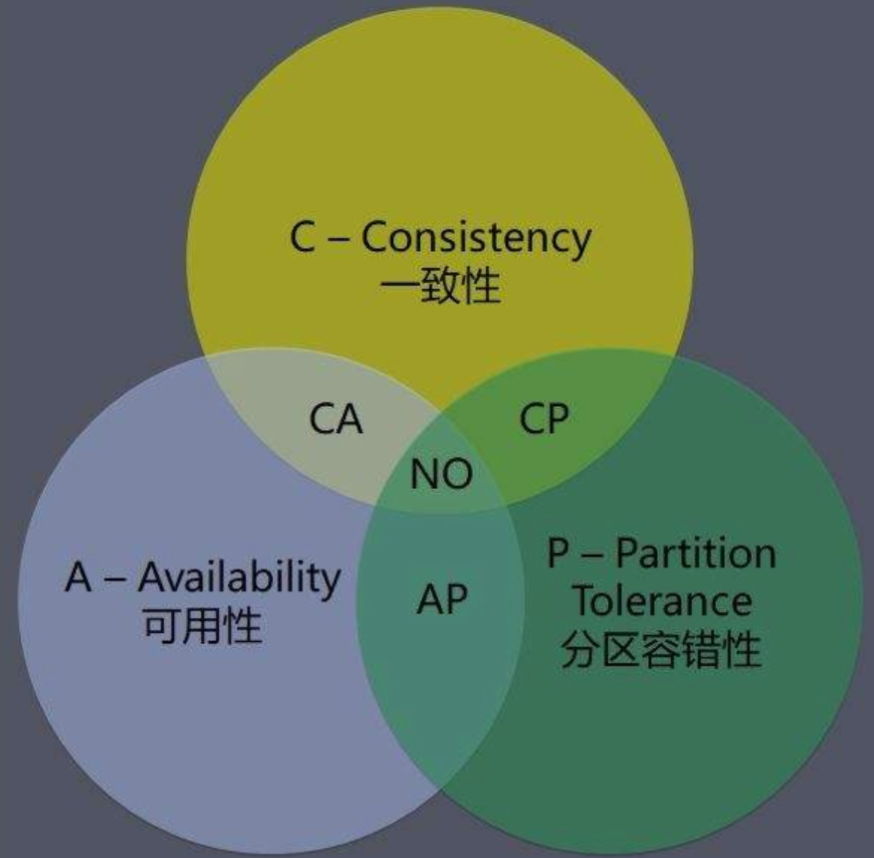 C – Consistency
一致性
CA
CP
NO
A – Availability
可用性
AP
P – Partition
Tolerance
分区容错性